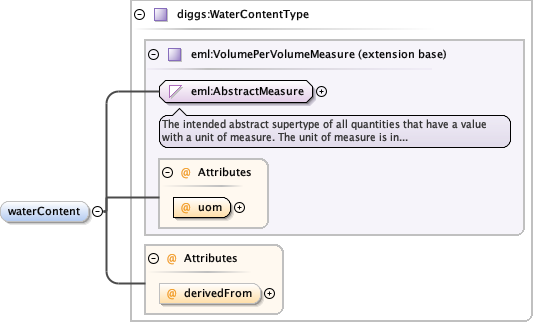 diggs:WaterContentType
eml:VolumePerVolumeMeasure (extension base)
eml:AbstractMeasure
The intended abstract supertype of all quantities that have a value
with a unit of measure. The unit of measure is in...
@ Attributes
@ uom
waterContent
@ Attributes
@ derivedFrom